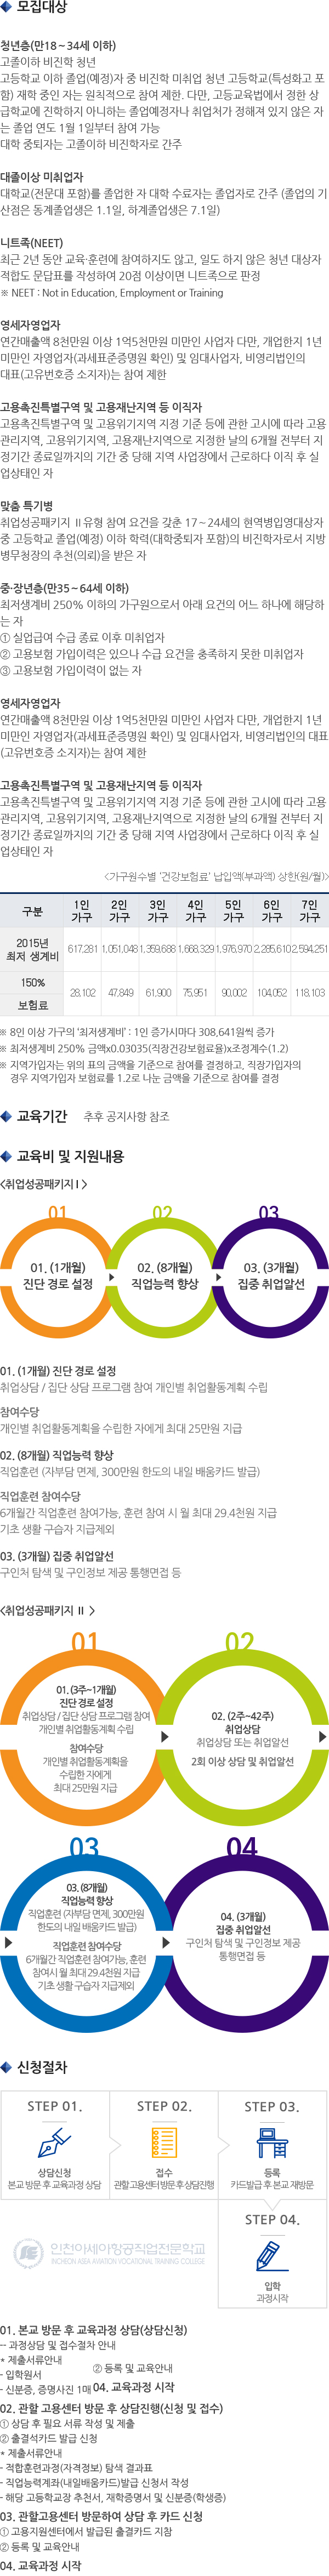 모집대상
청년층(만18~34세 이하)
고졸이하 비진학 청년
고등학교 이하 졸업(예정)자 중 비진학 미취업 청년 고등학교(특성화고 포
함) 재학 중인 자는 원칙적으로 참여 제한. 다만, 고등교육법에서 정한 상
급학교에 진학하지 아니하는 졸업예정자나 취업처가 정해져 있지 않은 자
는 졸업 연도 1월 1일부터 참여 가능
대학 중퇴자는 고졸이하 비진학자로 간주
대졸이상 미취업자
대학교(전문대 포함)를 졸업한 자 대학 수료자는 졸업자로 간주 (졸업의 기
산점은 동계졸업생은 1.1일, 하계졸업생은 7.1일)
니트족(NEET)
최근 2년 동안 교육·훈련에 참여하지도 않고, 일도 하지 않은 청년 대상자
적합도 문답표를 작성하여 20점 이상이면 니트족으로 판정
※ NEET : Not in Education, Employment or Training
영세자영업자
연간매출액 8천만원 이상 1억5천만원 미만인 사업자 다만, 개업한지 1년
미만인 자영업자(과세표준증명원 확인) 및 임대사업자, 비영리법인의
대표(고유번호증 소지자)는 참여 제한
고용촉진특별구역 및 고용재난지역 등 이직자
고용촉진특별구역 및 고용위기지역 지정 기준 등에 관한 고시에 따라 고용
관리지역, 고용위기지역, 고용재난지역으로 지정한 날의 6개월 전부터 지
정기간 종료일까지의 기간 중 당해 지역 사업장에서 근로하다 이직 후 실
업상태인 자
맞춤 특기병
취업성공패키지 Ⅱ유형 참여 요건을 갖춘 17~24세의 현역병입영대상자
중 고등학교 졸업(예정) 이하 학력(대학중퇴자 포함)의 비진학자로서 지방
병무청장의 추천(의뢰)을 받은 자
중·장년층(만35~64세 이하)
최저생계비 250% 이하의 가구원으로서 아래 요건의 어느 하나에 해당하
는 자
① 실업급여 수급 종료 이후 미취업자
② 고용보험 가입이력은 있으나 수급 요건을 충족하지 못한 미취업자
③ 고용보험 가입이력이 없는 자
영세자영업자
연간매출액 8천만원 이상 1억5천만원 미만인 사업자 다만, 개업한지 1년
미만인 자영업자(과세표준증명원 확인) 및 임대사업자, 비영리법인의 대표
(고유번호증 소지자)는 참여 제한
고용촉진특별구역 및 고용재난지역 등 이직자
고용촉진특별구역 및 고용위기지역 지정 기준 등에 관한 고시에 따라 고용
관리지역, 고용위기지역, 고용재난지역으로 지정한 날의 6개월 전부터 지
정기간 종료일까지의 기간 중 당해 지역 사업장에서 근로하다 이직 후 실
업상태인 자
<가구원수별 '건강보험료' 납입액(부과액) 상한(원/월)>
구분 1인 가구 2인 가구 3인 가구 4인 가구 5인 가구 6인 가구 7인 가구
2015년 최저 생계비 617,281 1,051,048 1,359,688 1,668,329 1,976,970 2,285,610 2,594,251
150% 보험료 28,102 47,849 61,900 75,951 90,002 104,052 118,103
※ 8인 이상 가구의 '최저생계비' : 1인 증가시마다 308,641원씩 증가
※ 최저생계비 250% 금액x0.03035(직장건강보험료율)x조정계수(1.2)
※ 지역가입자는 위의 표의 금액을 기준으로 참여를 결정하고, 직장가입자의
경우 지역가입자 보험료를 1.2로 나눈 금액을 기준으로 참여를 결정
교육기간 추후 공지사항 참조
교육비 및 지원내용
<취업성공패키지 I >
01 02 03
01. (1개월) 진단 경로 설정
02. (8개월) 직업능력 향상
03. (3개월) 집중 취업알선
01. (1개월) 진단 경로 설정
취업상담 / 집단 상담 프로그램 참여 개인별 취업활동계획 수립
참여수당
개인별 취업활동계획을 수립한 자에게 최대 25만원 지급
02. (8개월) 직업능력 향상
직업훈련 (자부담 면제, 300만원 한도의 내일 배움카드 발급)
직업훈련 참여수당
6개월간 직업훈련 참여가능, 훈련 참여 시 월 최대 29.4천원 지급
기초 생활 구습자 지급제외
03. (3개월) 집중 취업알선
구인처 탐색 및 구인정보 제공 통행면접 등
<취업성공패키지 Ⅱ >
01
01. (3주~1개월)
진단 경로 설정
취업상담 / 집단 상담 프로그램 참여
개인별 취업활동계획 수립
참여수당
개인별 취업활동계획을
수립한 자에게
최대 25만원 지급
02
02. (2주~42주)
취업상담
취업상담 또는 취업알선
2회 이상 상담 및 취업알선
03
03. (8개월)
직업능력 향상
직업훈련 (자부담 면제, 300만원
한도의 내일 배움카드 발급)
직업훈련 참여수당
6개월간 직업훈련 참여가능, 훈련
참여시 월 최대 29.4천원 지급
기초 생활 구습자 지급제외
04
04. (3개월)
집중 취업알선
구인처 탐색 및 구인정보 제공
통행면접 등
신청절차
STEP 01.
상담신청
본교 방문 후 교육과정 상담
STEP 02.
접수
관할 고용센터 방문 후 상담진행
STEP 03.
등록
카드발급 후 본교 재방문
STEP 04.
입학
과정시작
인천아세아항공직업전문학교
INCHEON ASEA AVIATION VOCATIONAL TRAINING COLLEGE
01. 본교 방문 후 교육과정 상담(상담신청)
-- 과정상담 및 접수절차 안내
* 제출서류안내
- 입학원서
- 신분증, 증명사진 1매
② 등록 및 교육안내
04. 교육과정 시작
02. 관할 고용센터 방문 후 상담진행(신청 및 접수)
① 상담 후 필요 서류 작성 및 제출
② 출결석카드 발급 신청
* 제출서류안내
- 적합훈련과정(자격정보) 탐색 결과표
- 직업능력계좌(내일배움카드)발급 신청서 작성
- 해당 고등학교장 추천서, 재학증명서 및 신분증(학생증)
03. 관할고용센터 방문하여 상담 후 카드 신청
① 고용지원센터에서 발급된 출결카드 지참
② 등록 및 교육안내
04. 교육과정 시작